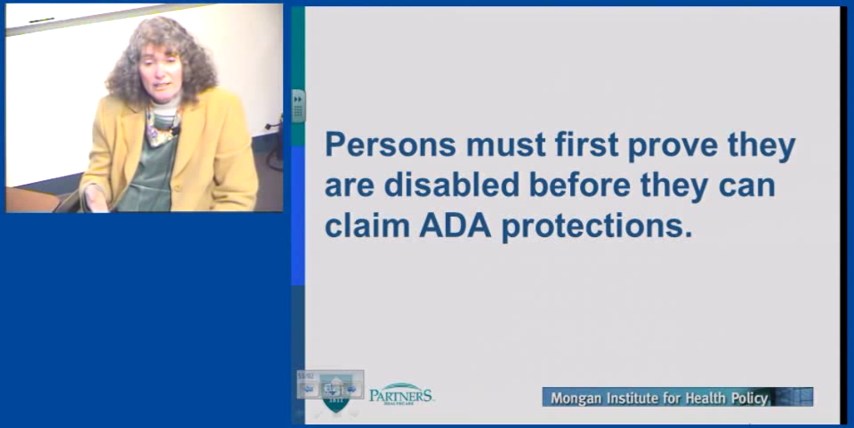 Persons must first prove they
are disabled before they can
claim ADA protections.
PARTNERS
Mongan Institute for Health Policy